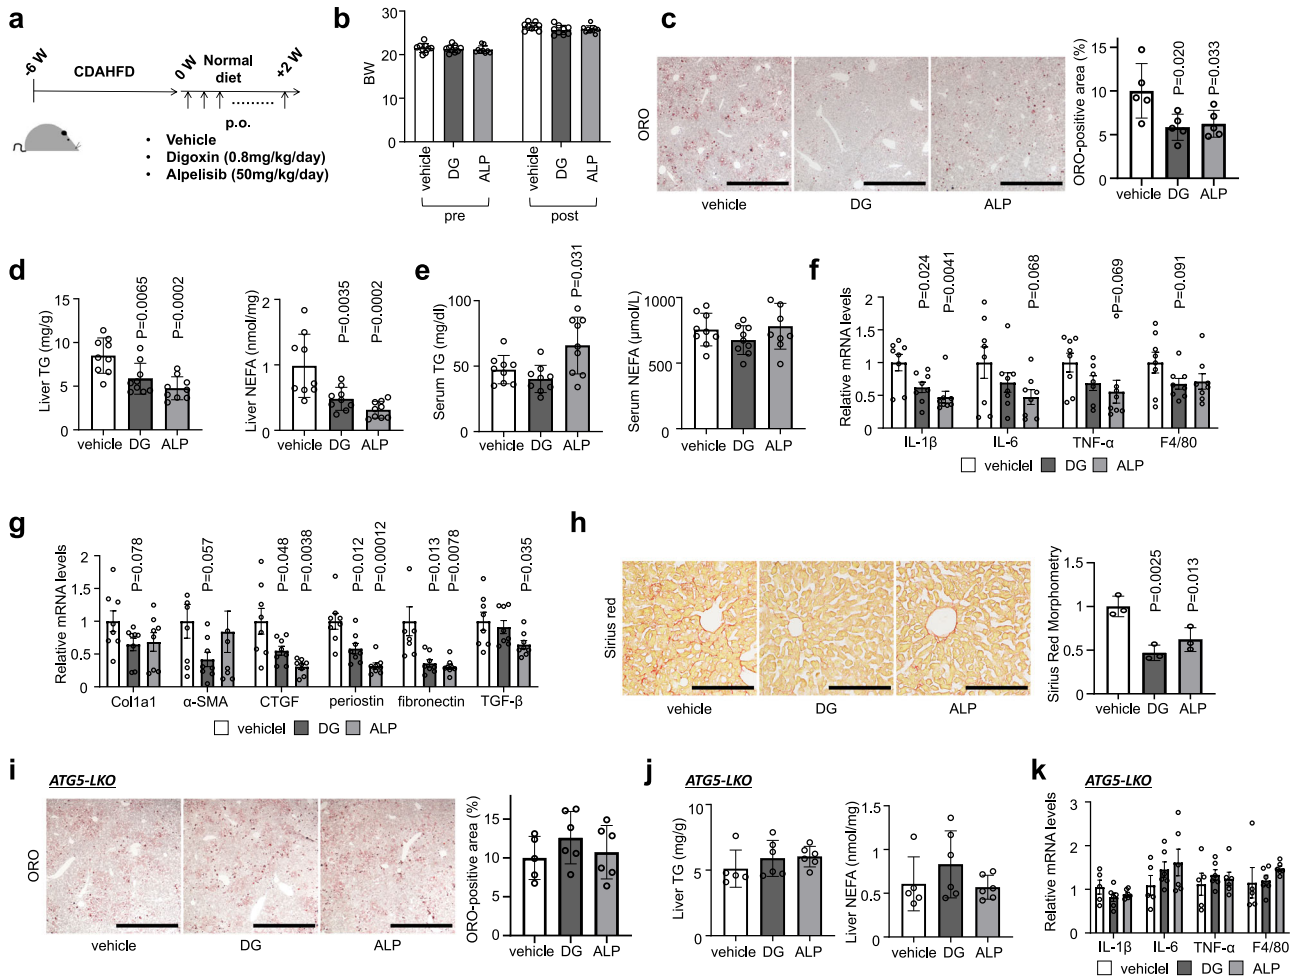 a
-6 W
CDAHFD
0 W
Normal
diet
+2 W
p.o.
• Vehicle
• Digoxin (0.8mg/kg/day)
• Alpelisib (50mg/kg/day)
b
BW
30
20
10
0
vehicle
DG
ALP
vehicle
DG
ALP
pre
post
c
ORO
vehicle
DG
ALP
ORO-positive area (%)
15
10
5
0
P=0.020
P=0.033
vehicle
DG
ALP
d
Liver TG (mg/g)
15
10
5
0
P=0.0065
P=0.0002
vehicle DG ALP
Liver NEFA (nmol/mg)
2
1
0
P=0.0035
P=0.0002
vehicle DG ALP
e
Serum TG (mg/dl)
100
50
0
P=0.031
vehicle DG ALP
Serum NEFA (μmol/L)
1000
500
0
vehicle DG ALP
f
Relative mRNA levels
2
1.5
1
0.5
0
P=0.024
P=0.0041
P=0.068
P=0.069
P=0.091
IL-1β IL-6 TNF-α F4/80
vehiclel DG ALP
g
Relative mRNA levels
2
1.5
1
0.5
0
P=0.078
P=0.057
P=0.048
P=0.0038
P=0.012
P=0.00012
P=0.013
P=0.0078
P=0.035
Col1a1 α-SMA CTGF periostin fibronectin TGF-β
vehiclel DG ALP
h
Sirius red
vehicle
DG
ALP
Sirius Red Morphometry
1.5
1
0.5
0
P=0.0025
P=0.013
vehicle DG ALP
i
ATG5-LKO
ORO
vehicle
DG
ALP
ORO-positive area (%)
20
15
10
5
0
vehicle DG ALP
j
ATG5-LKO
Liver TG (mg/g)
10
5
0
vehicle DG ALP
Liver NEFA (nmol/mg)
1.5
1
0.5
0
vehicle DG ALP
k
ATG5-LKO
Relative mRNA levels
3
2
1
0
IL-1β IL-6 TNF-α F4/80
vehiclel DG ALP